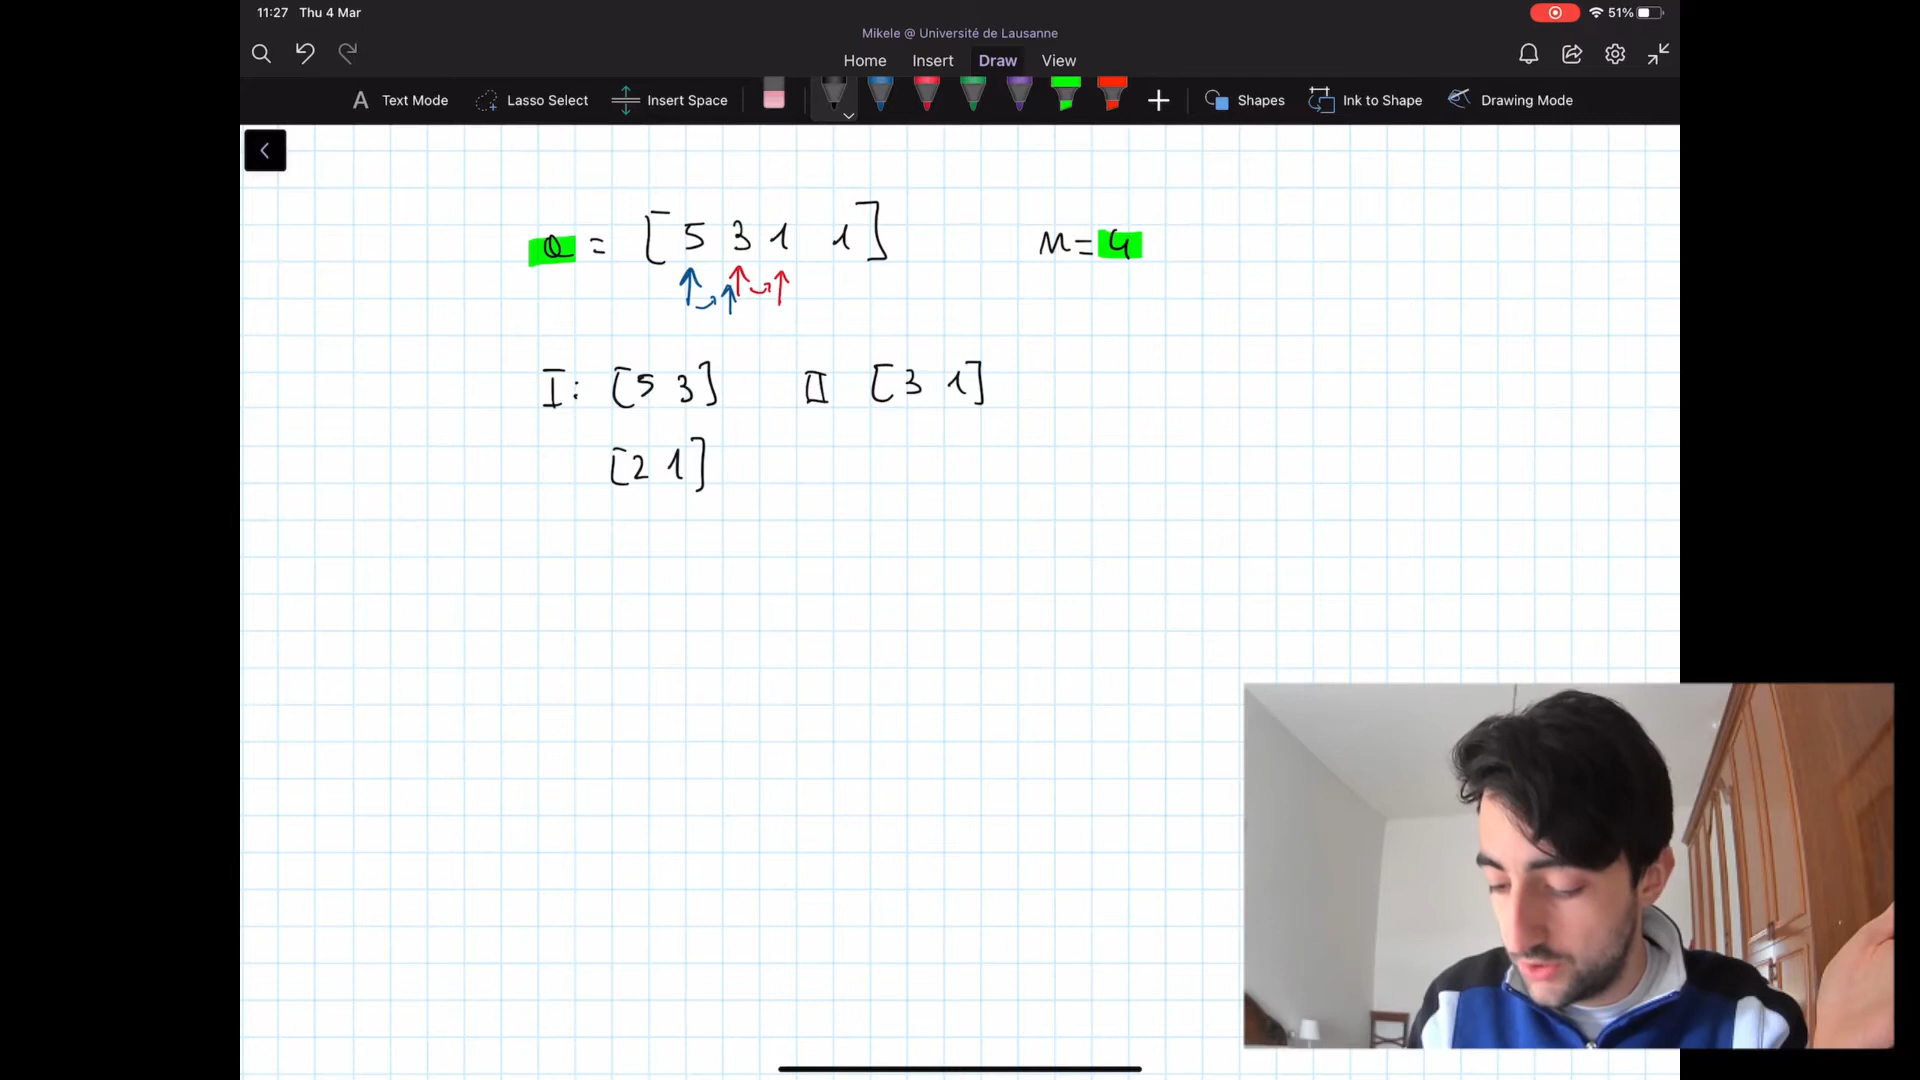 11:27 Thu 4 Mar
51%
Mikele @ Université de Lausanne
Home Insert Draw View
A Text Mode Lasso Select Insert Space Shapes Ink to Shape Drawing Mode
a = [5 3 1 1] M=4
I: [5 3] II [3 1]
[2 1]